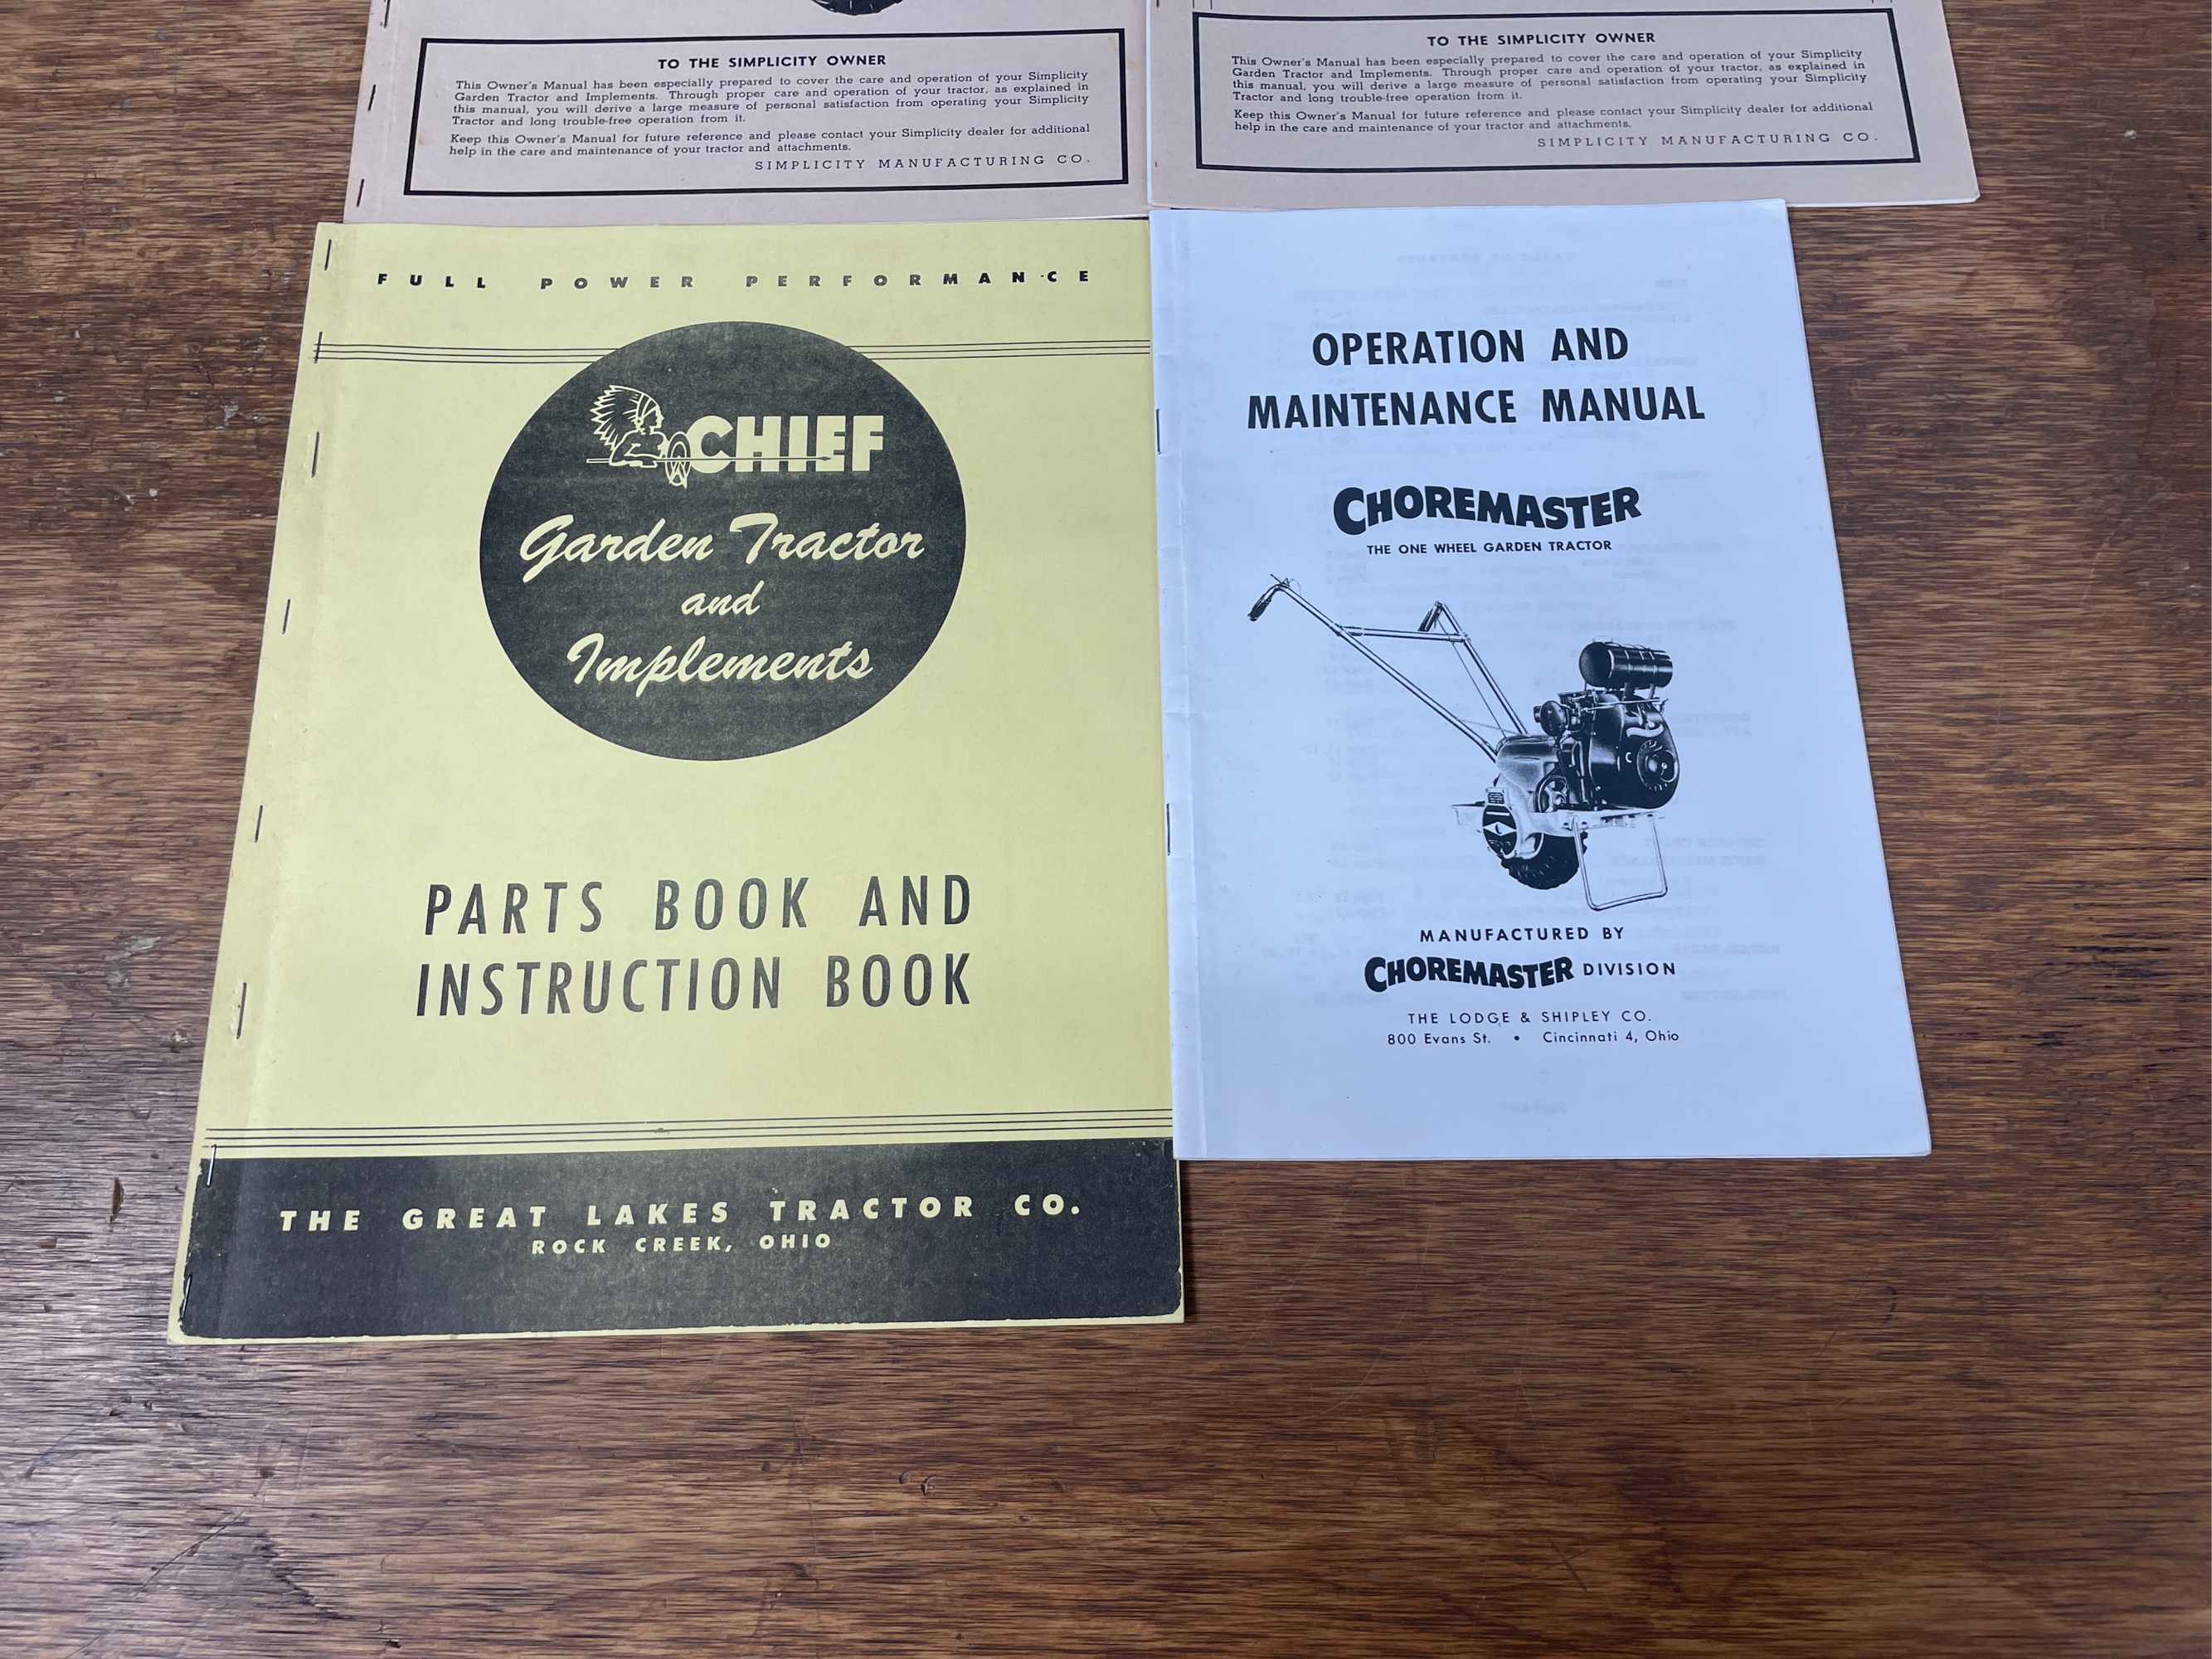 TO THE SIMPLICITY OWNER
This Owner's Manual has been especially prepared to cover the care and operation of your Simplicity
Garden Tractor and Implements. Through proper care and operation of your tractor, as explained in
this manual, you will derive a large measure of personal satisfaction from operating your Simplicity
Tractor and long trouble-free operation from it.
Keep this Owner's Manual for future reference and please contact your Simplicity dealer for additional
help in the care and maintenance of your tractor and attachments.
SIMPLICITY MANUFACTURING CO.
TO THE SIMPLICITY OWNER
This Owner's Manual has been especially prepared to cover the care and operation of your Simplicity
Garden Tractor and Implements. Through proper care and operation of your tractor, as explained in
this manual, you will derive a large measure of personal satisfaction from operating your Simplicity
Tractor and long trouble-free operation from it.
Keep this Owner's Manual for future reference and please contact your Simplicity dealer for additional
help in the care and maintenance of your tractor and attachments.
SIMPLICITY MANUFACTURING CO.
FULL POWER PERFORMANCE
CHIEF
Garden Tractor
and
Implements
PARTS BOOK AND
INSTRUCTION BOOK
THE GREAT LAKES TRACTOR CO.
ROCK CREEK, OHIO
OPERATION AND
MAINTENANCE MANUAL
CHOREMASTER
THE ONE WHEEL GARDEN TRACTOR
MANUFACTURED BY
CHOREMASTER DIVISION
THE LODGE & SHIPLEY CO.
800 Evans St. • Cincinnati 4, Ohio